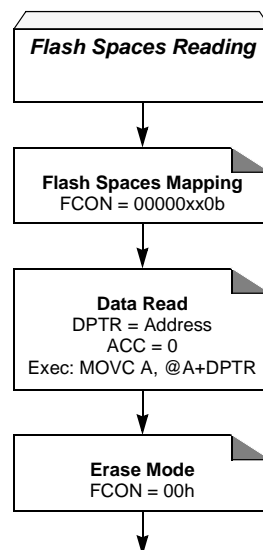 Flash Spaces Reading
Flash Spaces Mapping
FCON = 00000xx0b
Data Read
DPTR = Address
ACC = 0
Exec: MOVC A, @A+DPTR
Erase Mode
FCON = 00h